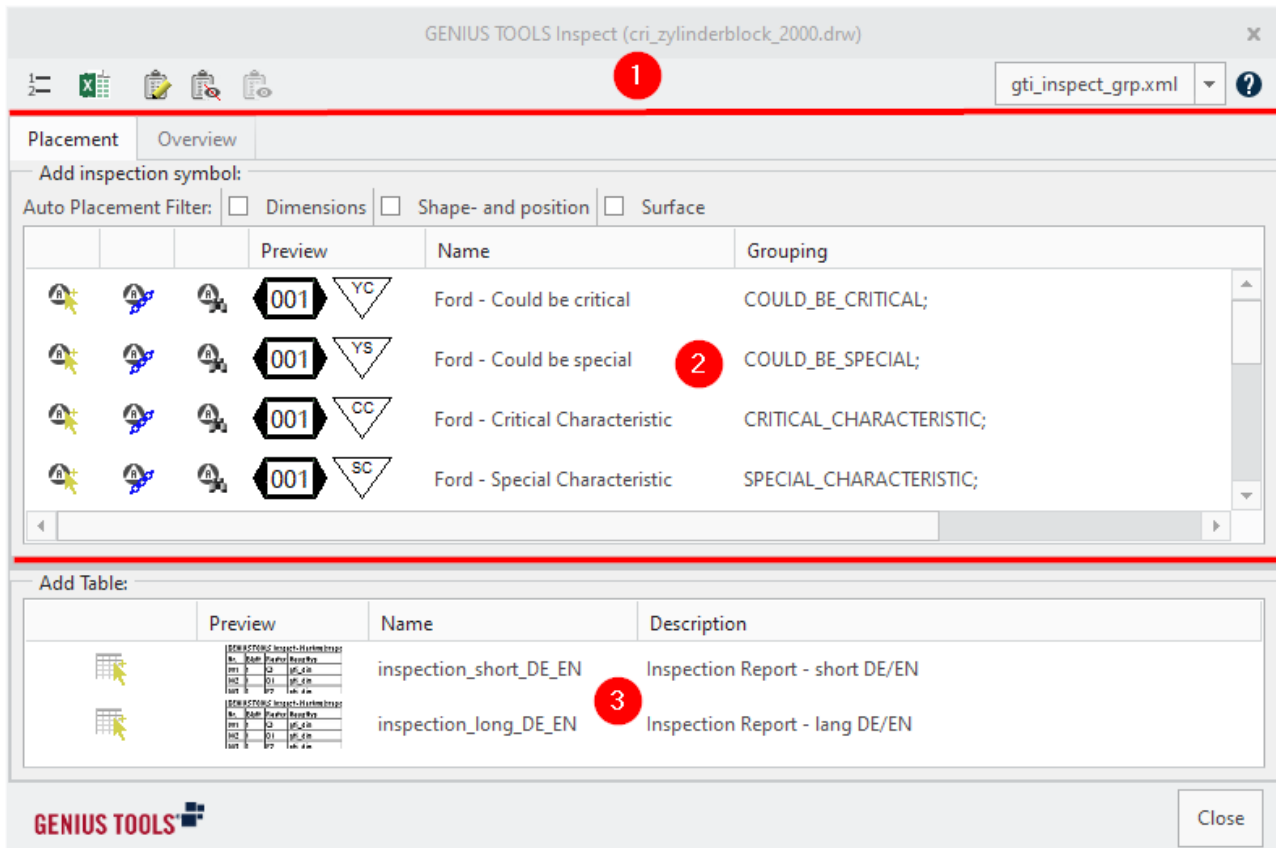 GENIUS TOOLS Inspect (cri_zylinderblock_2000.drw) x
1
1 2 X gti_inspect_grp.xml ?
Placement Overview
Add inspection symbol:
Auto Placement Filter: Dimensions Shape- and position Surface
Preview Name Grouping
001 YC Ford - Could be critical COULD_BE_CRITICAL;
001 YS Ford - Could be special 2 COULD_BE_SPECIAL;
001 CC Ford - Critical Characteristic CRITICAL_CHARACTERISTIC;
001 SC Ford - Special Characteristic SPECIAL_CHARACTERISTIC;
Add Table:
Preview Name Description
inspection_short_DE_EN Inspection Report - short DE/EN
3
inspection_long_DE_EN Inspection Report - lang DE/EN
GENIUS TOOLS Close